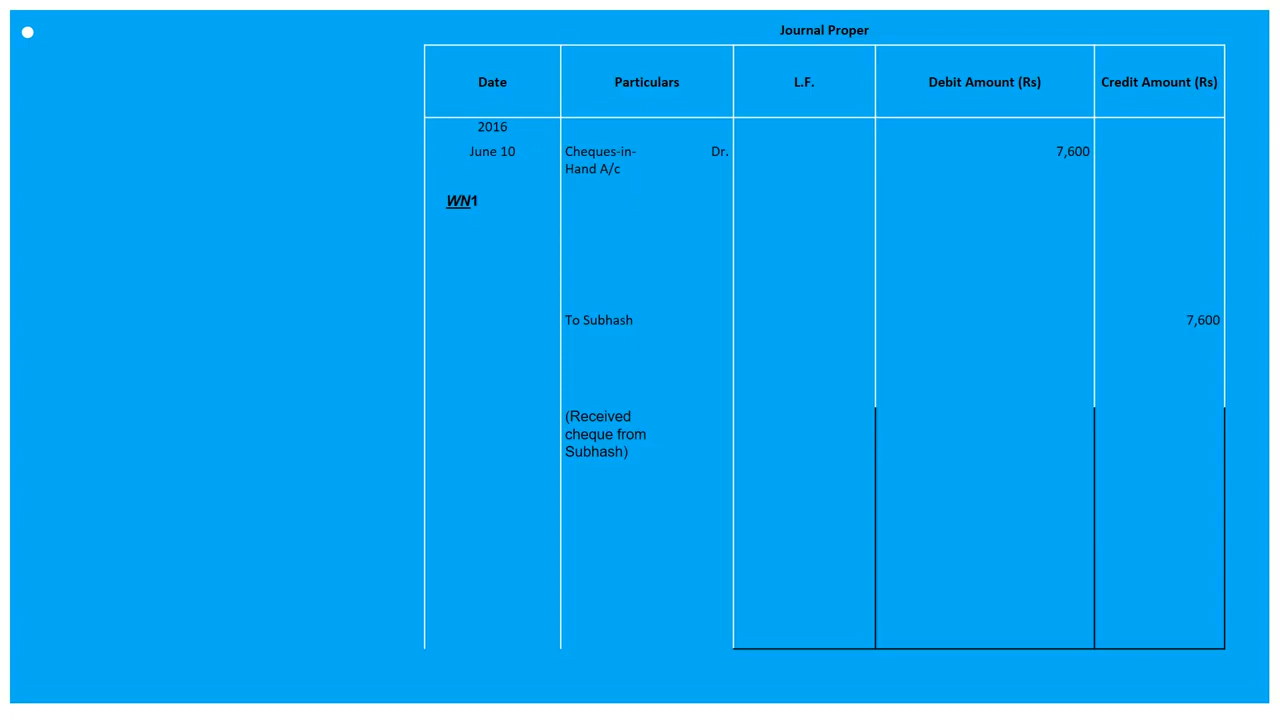 Journal Proper
Date Particulars L.F. Debit Amount (Rs) Credit Amount (Rs)
2016
June 10 Cheques-in- Dr. 7,600
Hand A/c
WN1
To Subhash 7,600
(Received
cheque from
Subhash)